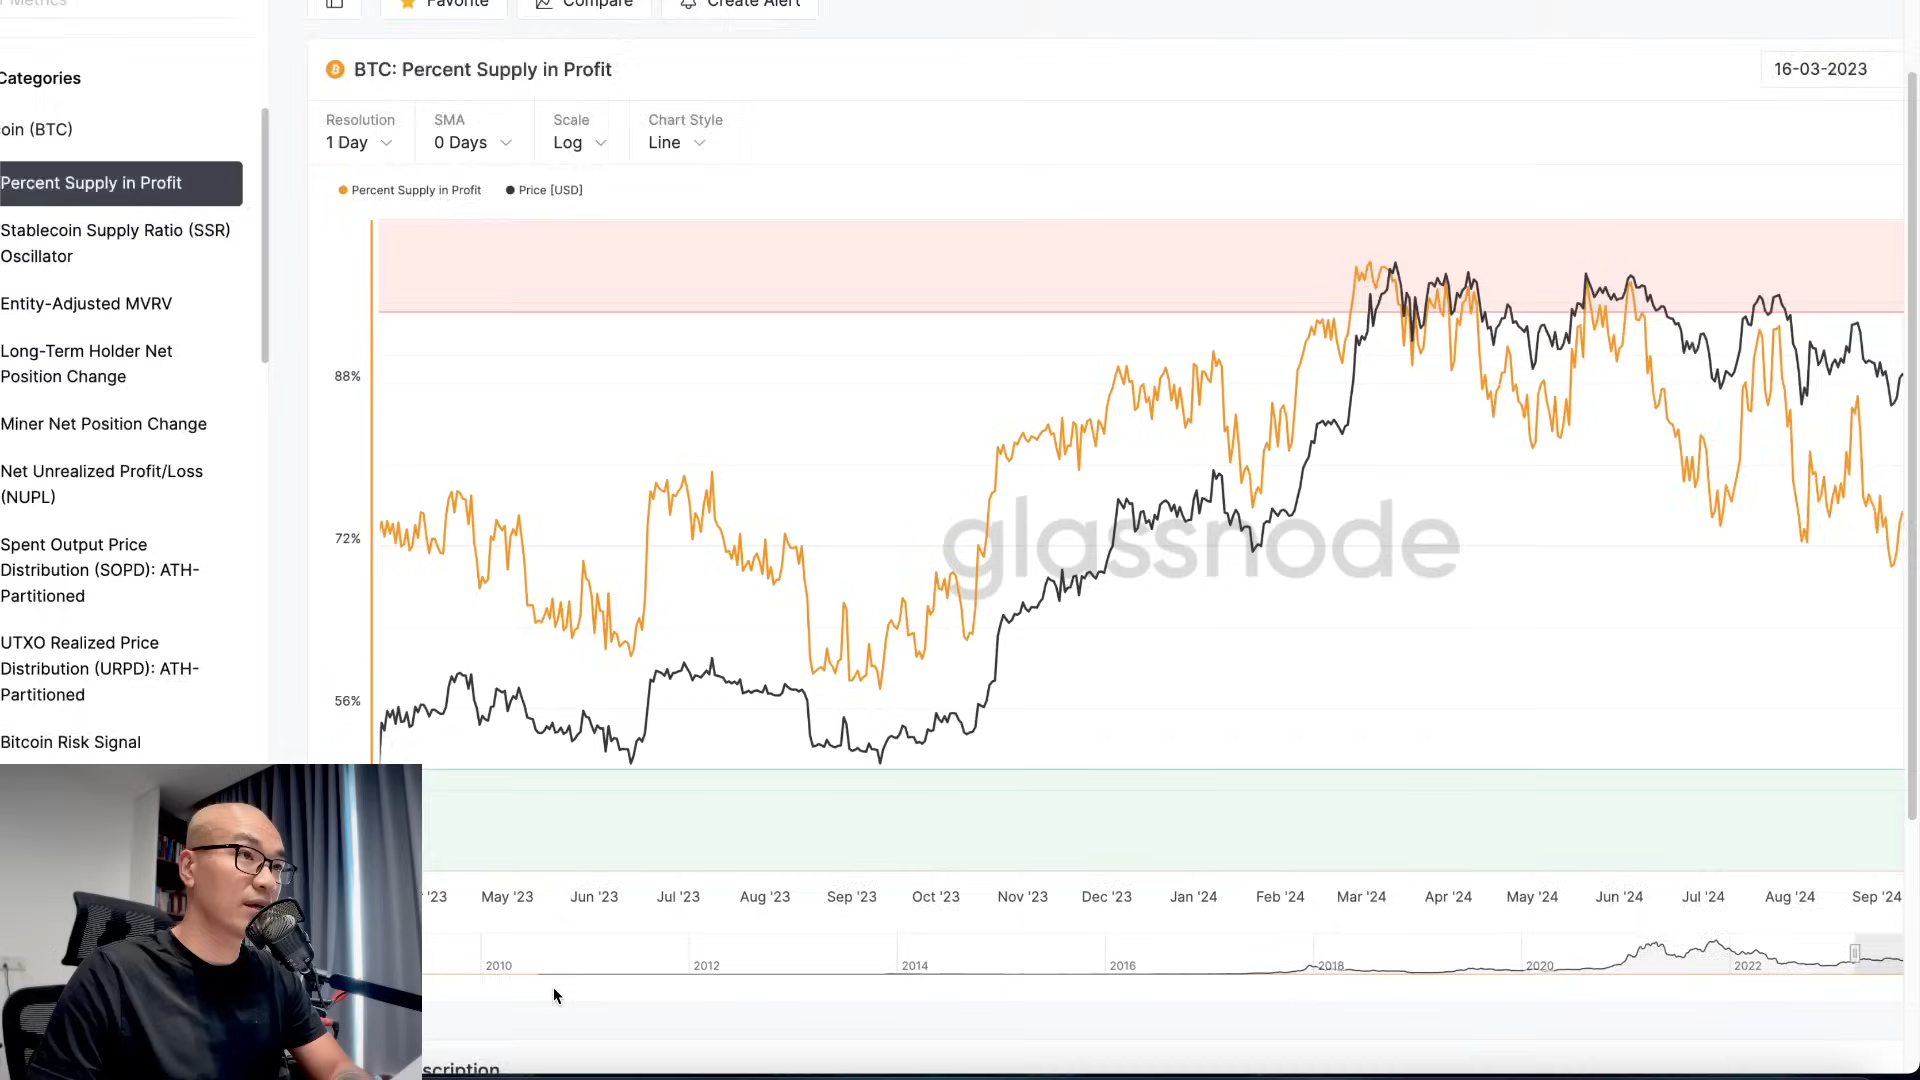 Metrics
Favorite
Compare
Create Alert
Categories
BTC: Percent Supply in Profit
16-03-2023
oin (BTC)
Resolution
SMA
Scale
Chart Style
1 Day
0 Days
Log
Line
Percent Supply in Profit
Percent Supply in Profit
Price [USD]
Stablecoin Supply Ratio (SSR)
Oscillator
Entity-Adjusted MVRV
Long-Term Holder Net
Position Change
Miner Net Position Change
Net Unrealized Profit/Loss
(NUPL)
Spent Output Price
Distribution (SOPD): ATH-
Partitioned
UTXO Realized Price
Distribution (URPD): ATH-
Partitioned
Bitcoin Risk Signal
88%
72%
56%
glassnode
'23
May '23
Jun '23
Jul '23
Aug '23
Sep '23
Oct '23
Nov '23
Dec '23
Jan '24
Feb '24
Mar '24
Apr '24
May '24
Jun '24
Jul '24
Aug '24
Sep '24
2010
2012
2014
2016
2018
2020
2022
scription